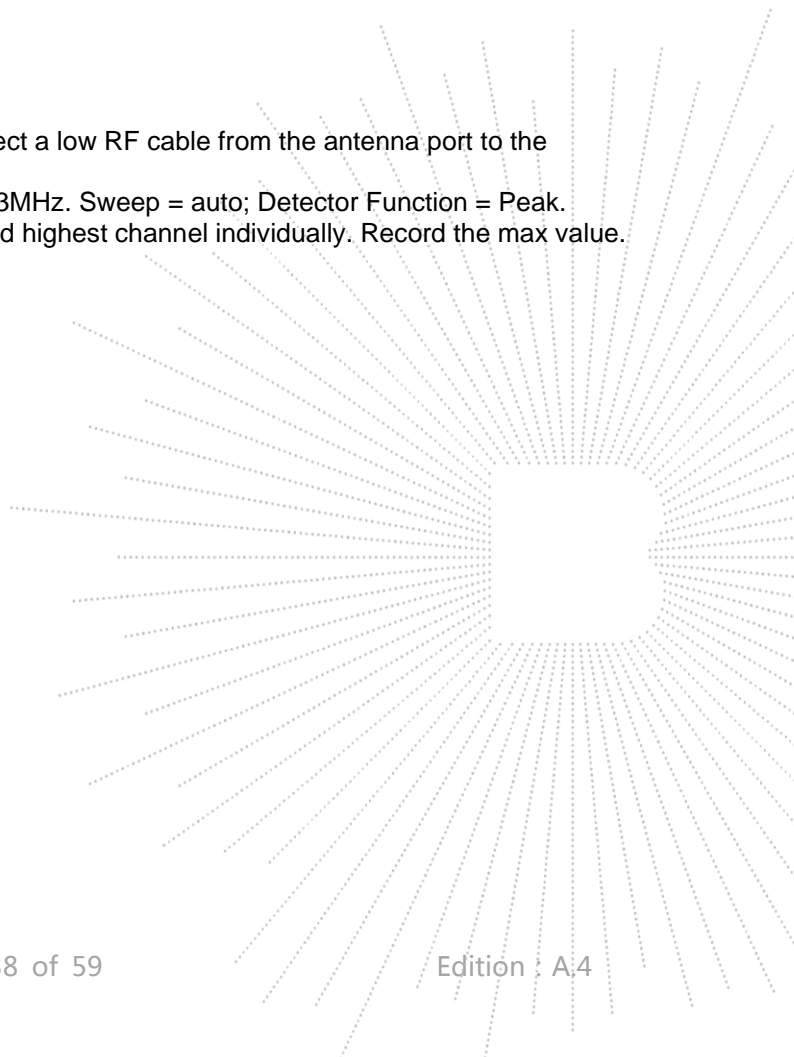 ect a low RF cable from the antenna port to the
3MHz. Sweep = auto; Detector Function = Peak.
d highest channel individually. Record the max value.
8 of 59 Edition : A.4